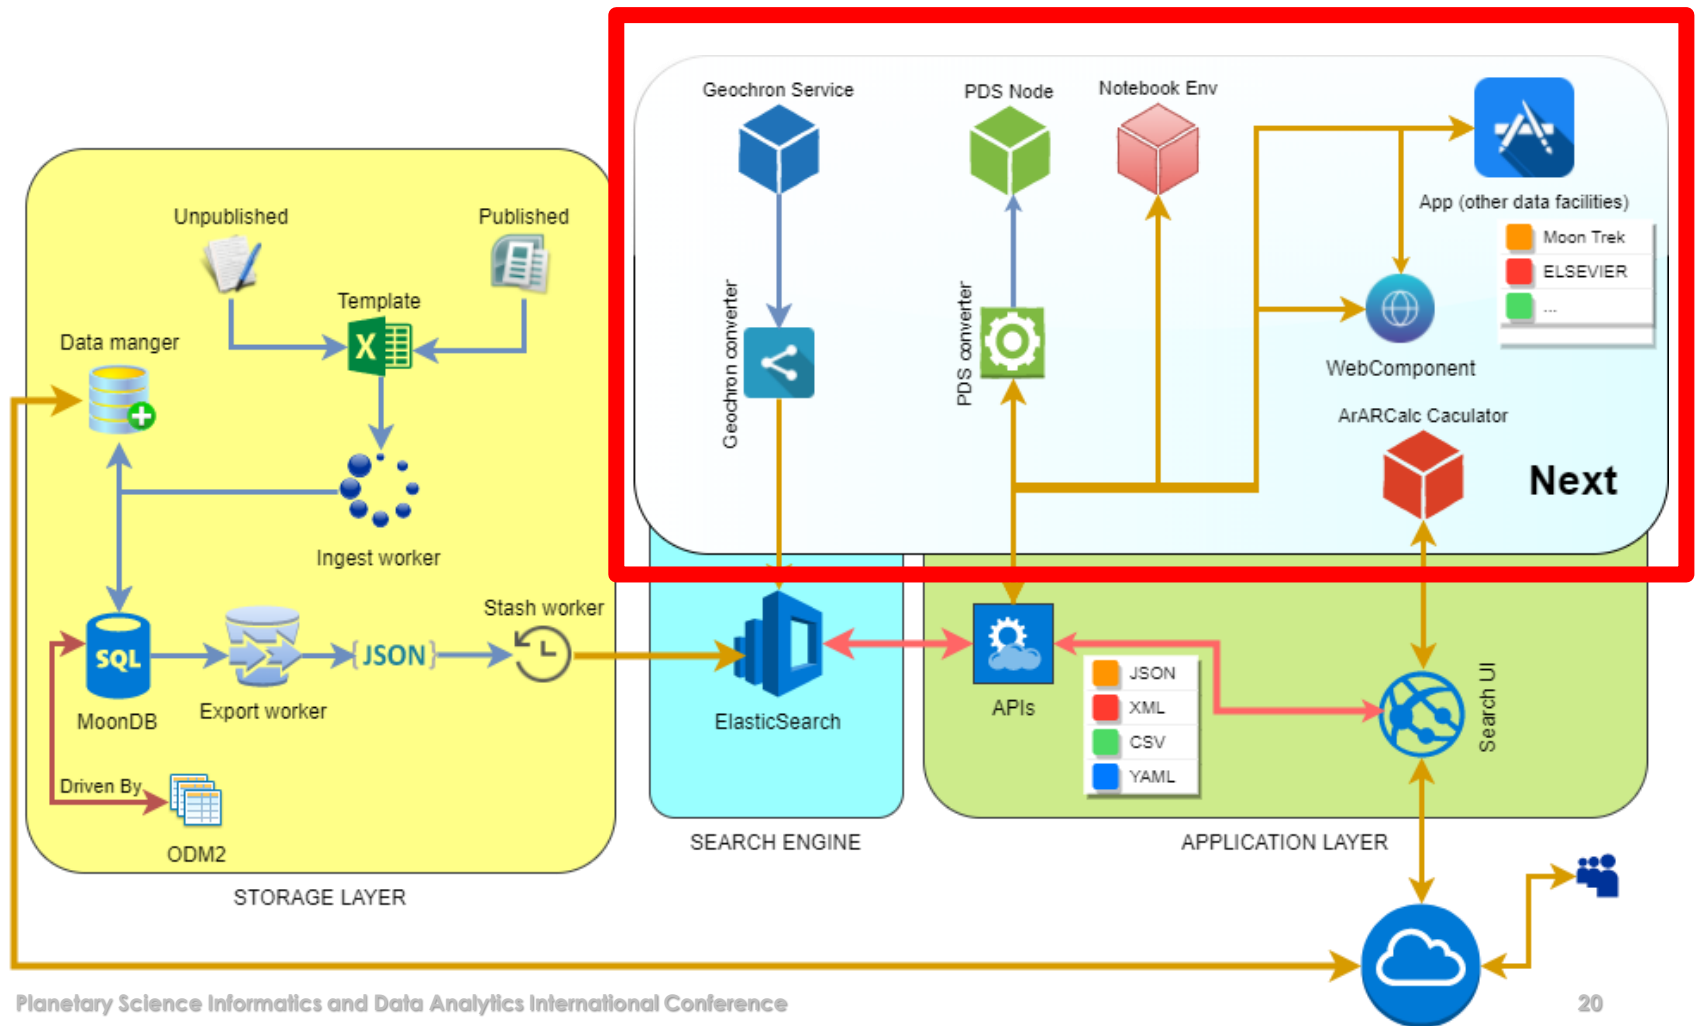 Geochron Service
PDS Node
Notebook Env
App (other data facilities)
Moon Trek
ELSEVIER
...
Geochron converter
PDS converter
WebComponent
ArARCalc Caculator
Next
Unpublished
Published
Template
Data manger
Ingest worker
Stash worker
SQL
{JSON}
MoonDB
Export worker
Driven By
ODM2
STORAGE LAYER
ElasticSearch
SEARCH ENGINE
APIs
JSON
XML
CSV
YAML
Search UI
APPLICATION LAYER
Planetary Science Informatics and Data Analytics International Conference
20